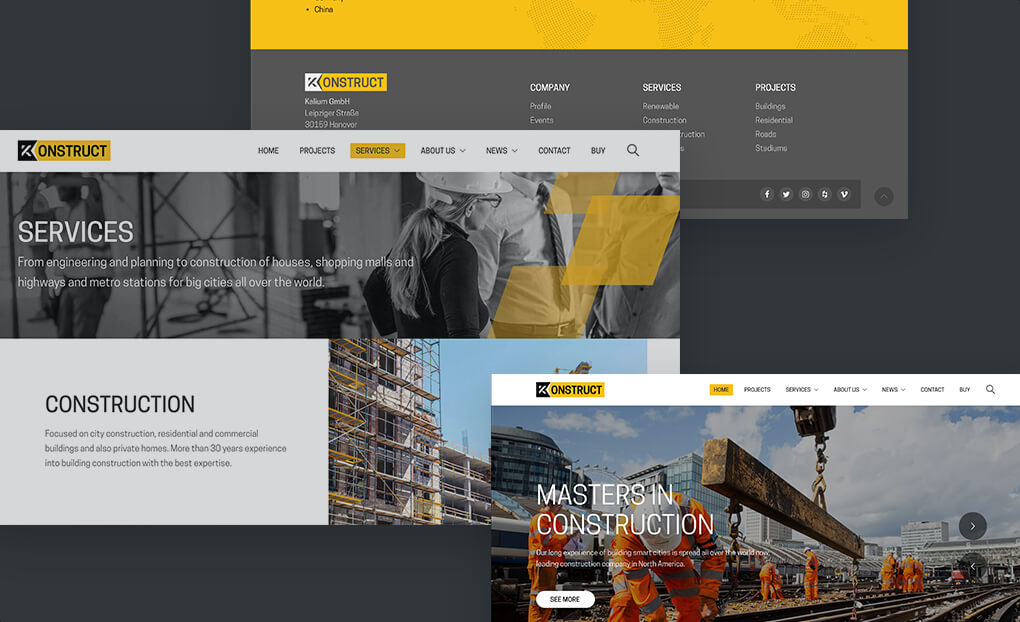 China
KONSTRUCT
Kalium GmbH
Leipziger Straße
30159 Hanover
COMPANY
Profile
Events
SERVICES
Renewable
Construction
PROJECTS
Buildings
Residential
Roads
Stadiums
KONSTRUCT
HOME PROJECTS SERVICES ABOUT US NEWS CONTACT BUY
SERVICES
From engineering and planning to construction of houses, shopping malls and
highways and metro stations for big cities all over the world.
CONSTRUCTION
Focused on city construction, residential and commercial
buildings and also private homes. More than 30 years experience
into building construction with the best expertise.
KONSTRUCT
HOME PROJECTS SERVICES ABOUT US NEWS CONTACT BUY
MASTERS IN
CONSTRUCTION
Our long experience of building smart cities is spread all over the world now,
leading construction company in North America.
SEE MORE